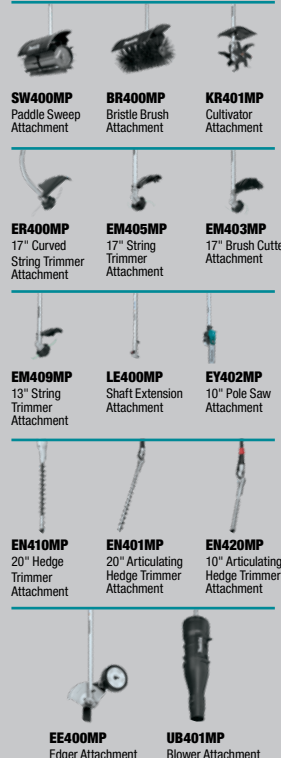 SW400MP
Paddle Sweep
Attachment
BR400MP
Bristle Brush
Attachment
KR401MP
Cultivator
Attachment
ER400MP
17" Curved
String Trimmer
Attachment
EM405MP
17" String
Trimmer
Attachment
EM403MP
17" Brush Cutte
Attachment
EM409MP
13" String
Trimmer
Attachment
LE400MP
Shaft Extension
Attachment
EY402MP
10" Pole Saw
Attachment
EN410MP
20" Hedge
Trimmer
Attachment
EN401MP
20" Articulating
Hedge Trimmer
Attachment
EN420MP
10" Articulating
Hedge Trimmer
Attachment
EE400MP
Edger Attachment
UB401MP
Blower Attachment